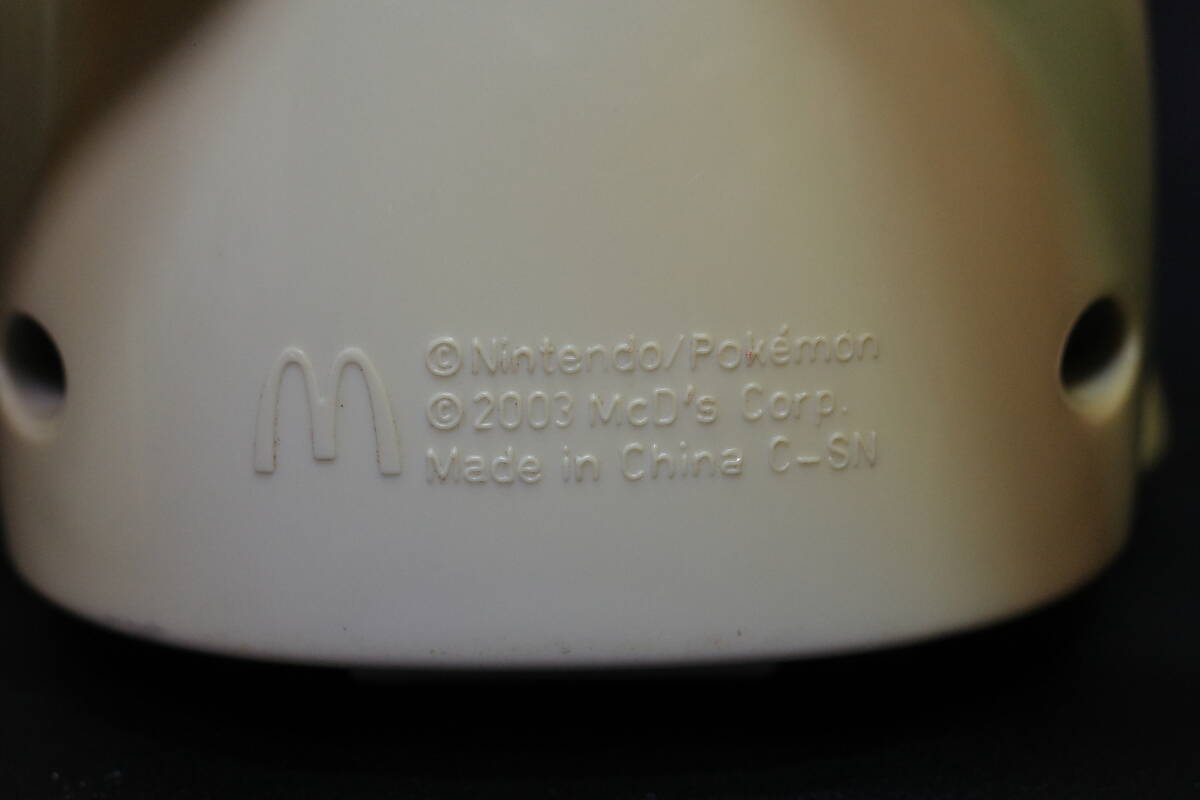 ©Nintendo/Pokémon
©2003 McD's Corp.
Made in China C-SN